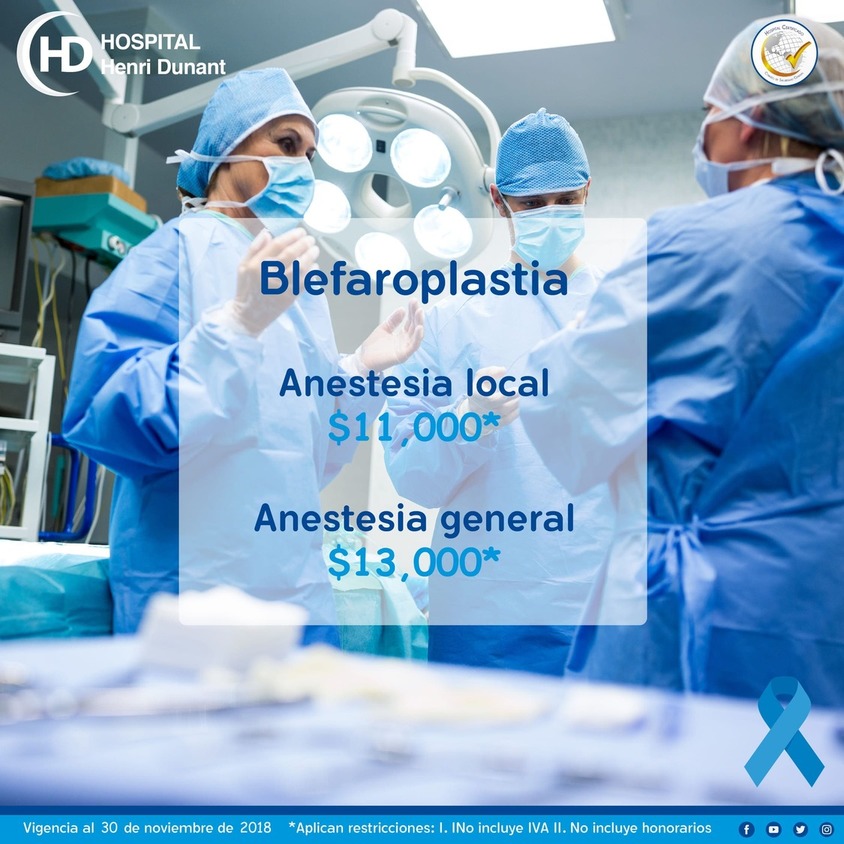 HD HOSPITAL
Henri Dunant
Blefaroplastia
Anestesia local
$11,000*
Anestesia general
$13,000*
Vigencia al 30 de noviembre de 2018 *Aplican restricciones: I. INo incluye IVA II. No incluye honorarios